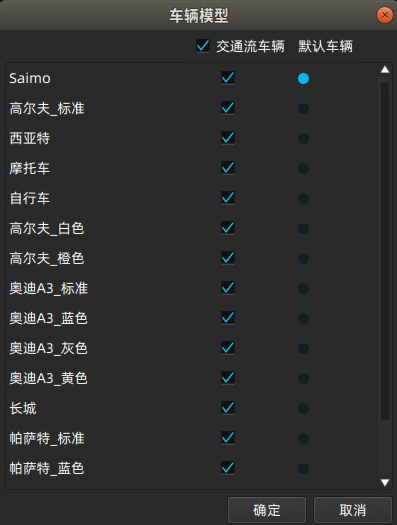 车辆模型
交通流车辆 默认车辆
Saimo
高尔夫_标准
西亚特
摩托车
自行车
高尔夫_白色
高尔夫_橙色
奥迪A3_标准
奥迪A3_蓝色
奥迪A3_灰色
奥迪A3_黄色
长城
帕萨特_标准
帕萨特_蓝色
确定 取消